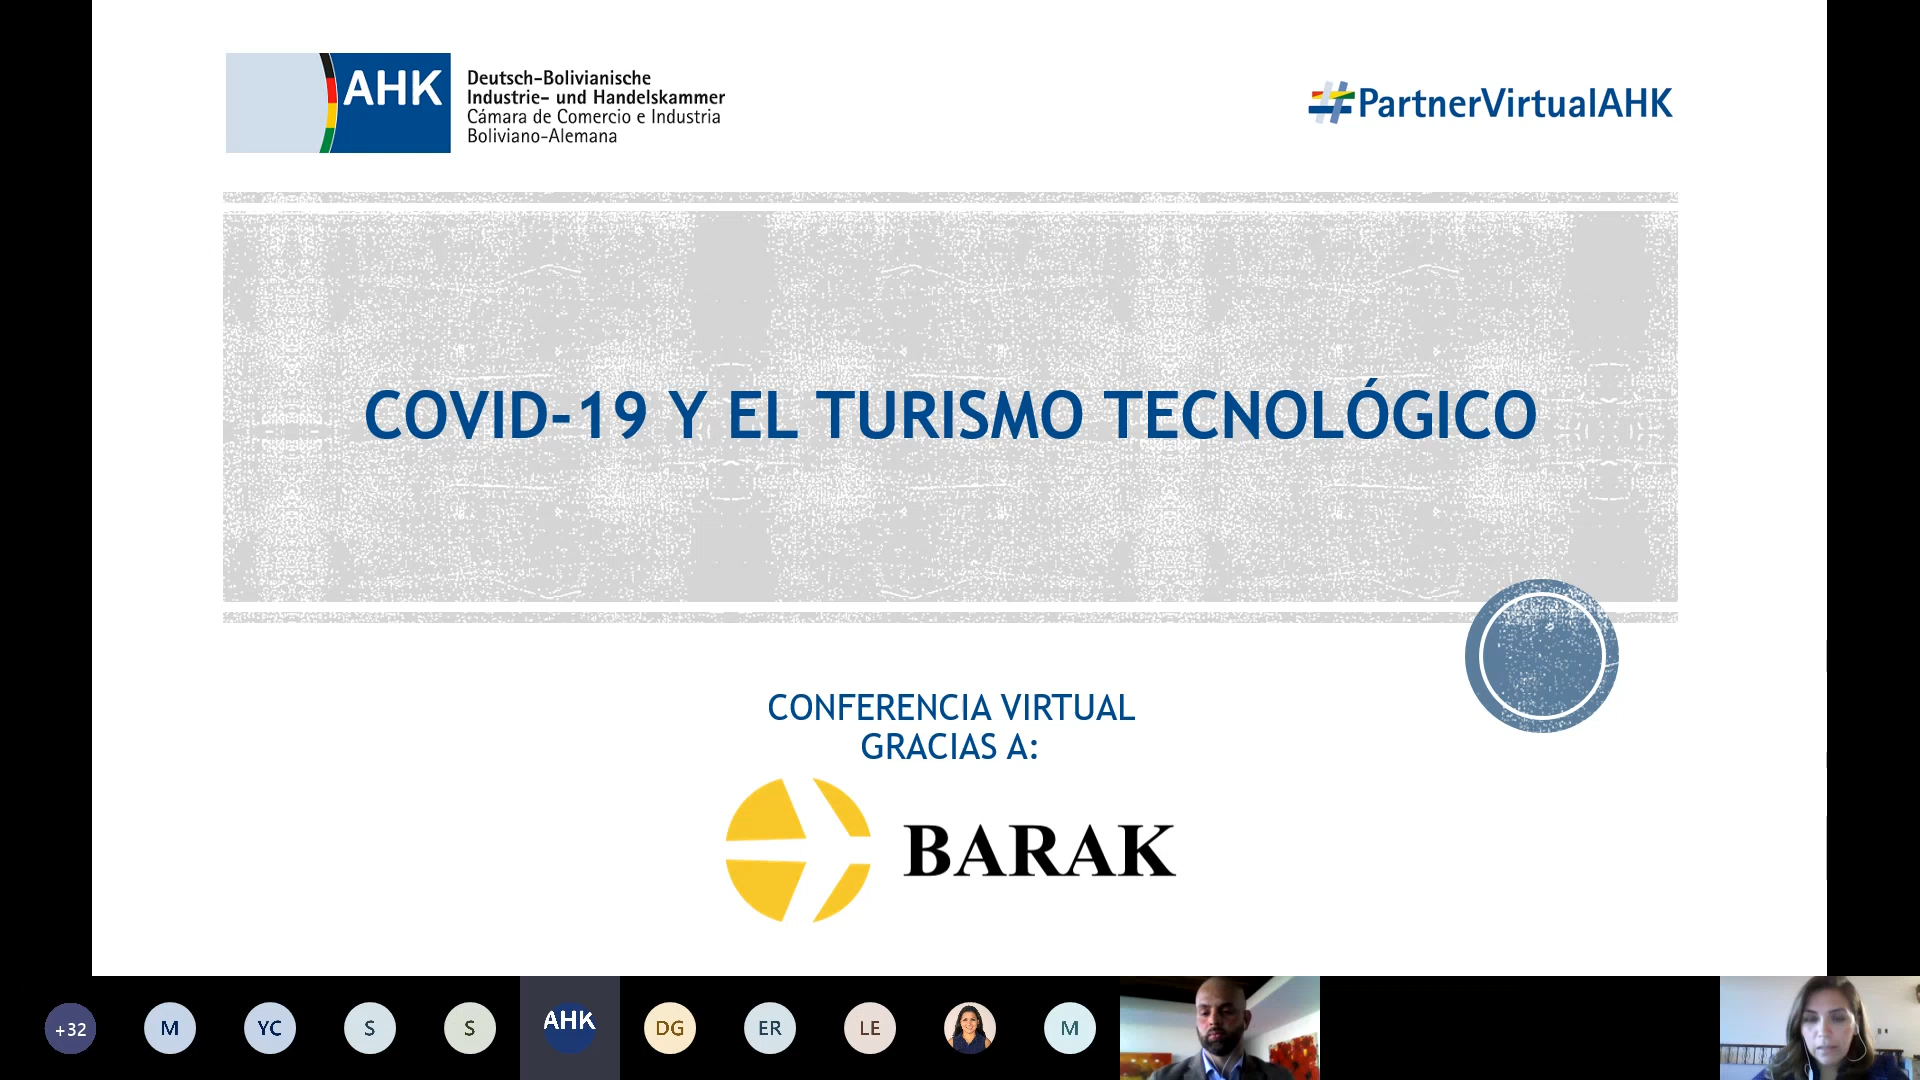 AHK
Deutsch-Bolivianische
Industrie- und Handelskammer
Cámara de Comercio e Industria
Boliviano-Alemana
#PartnerVirtualAHK
COVID-19 Y EL TURISMO TECNOLÓGICO
CONFERENCIA VIRTUAL
GRACIAS A:
BARAK
+32
M
YC
S
S
AHK
DG
ER
LE
M